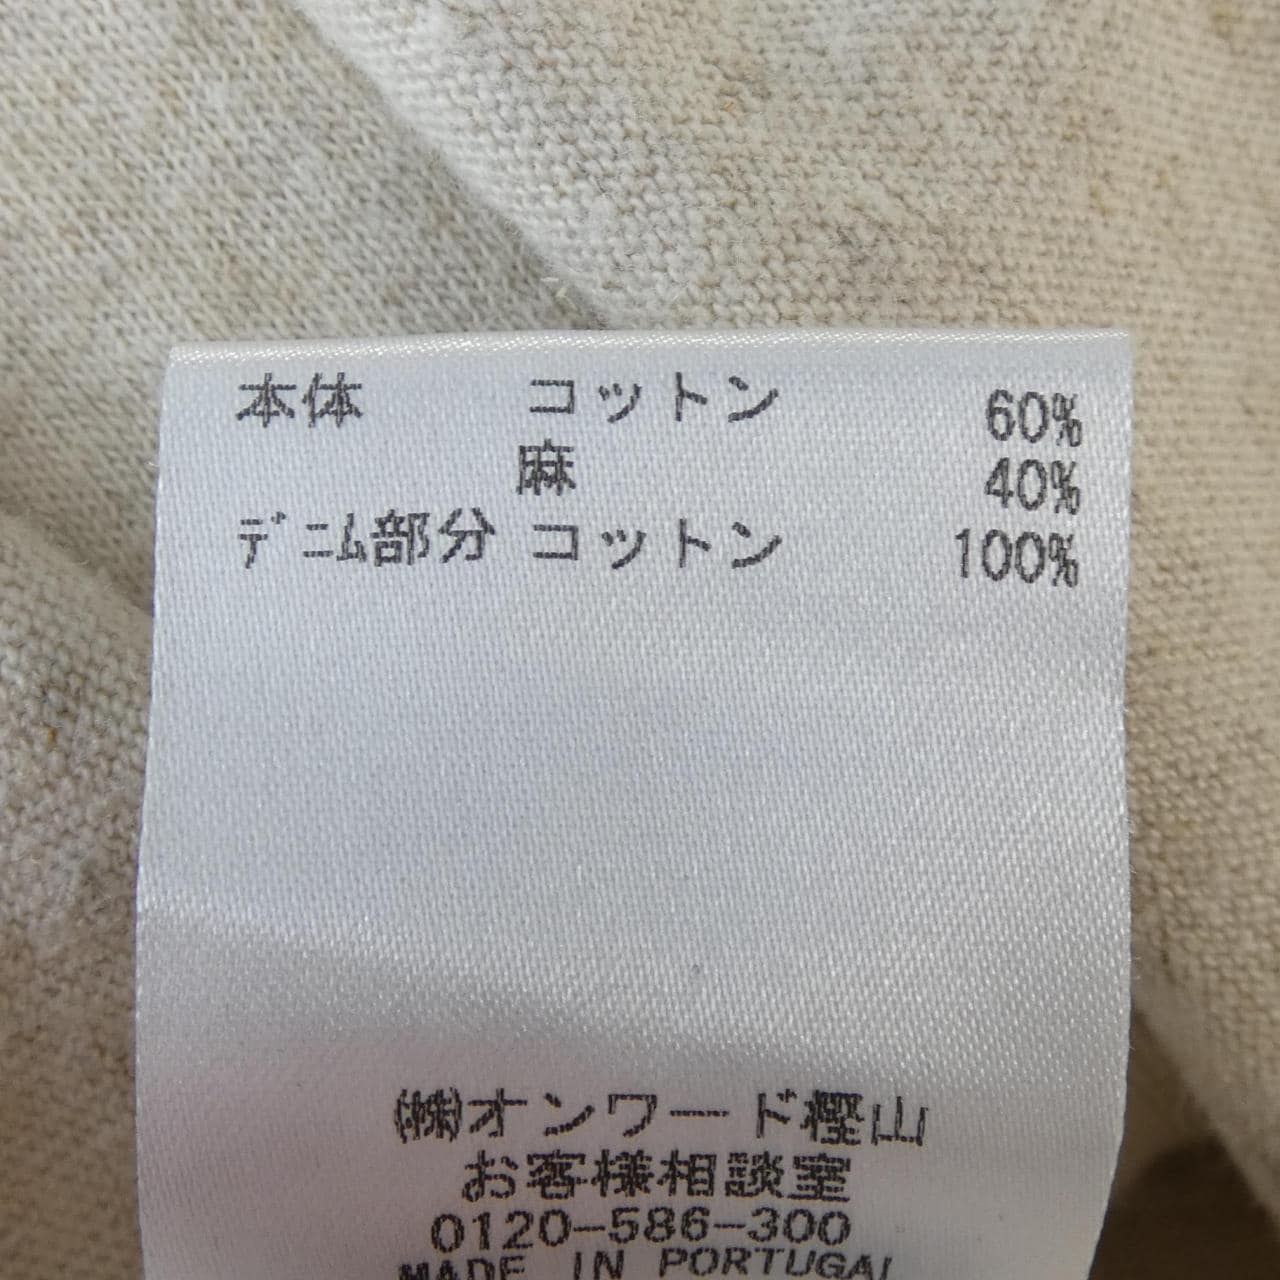 本体 コットン 60%
麻 40%
ﾃﾞﾆﾑ部分 コットン 100%
㈱オンワード樫山
お客様相談室
0120-586-300
MADE IN PORTUGAL